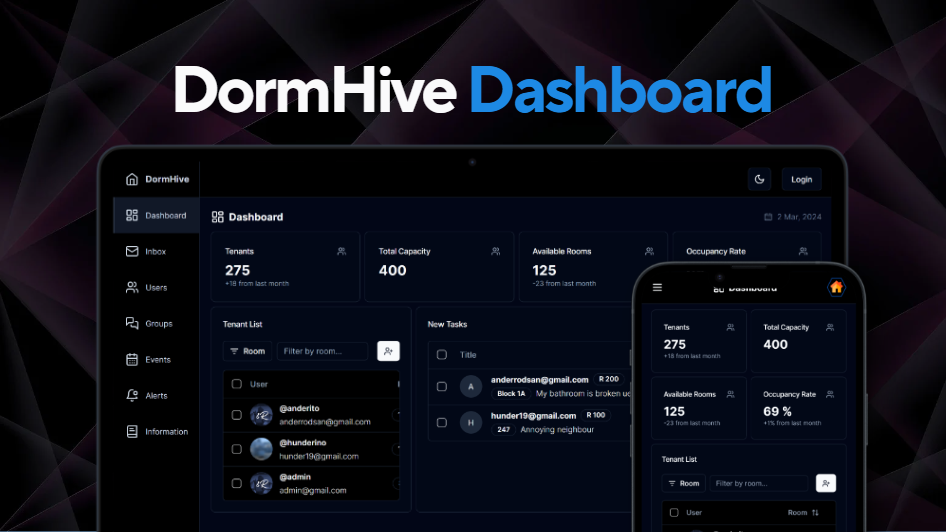 DormHive Dashboard
DormHive
Login
Dashboard
Inbox
Users
Groups
Events
Alerts
Information
Dashboard
2 Mar, 2024
Tenants
275
+18 from last month
Total Capacity
400
Available Rooms
125
-23 from last month
Occupancy Rate
Tenant List
Room
Filter by room...
User
@anderito
anderrodsan@gmail.com
@hunderino
hunder19@gmail.com
@admin
admin@gmail.com
New Tasks
Title
A
anderrodsan@gmail.com R 200
Block 1A My bathroom is broken
H
hunder19@gmail.com R 100
247 Annoying neighbour
Dashboard
Tenants
275
+18 from last month
Total Capacity
400
Available Rooms
125
-23 from last month
Occupancy Rate
69 %
+1% from last month
Tenant List
Room
Filter by room...
User Room